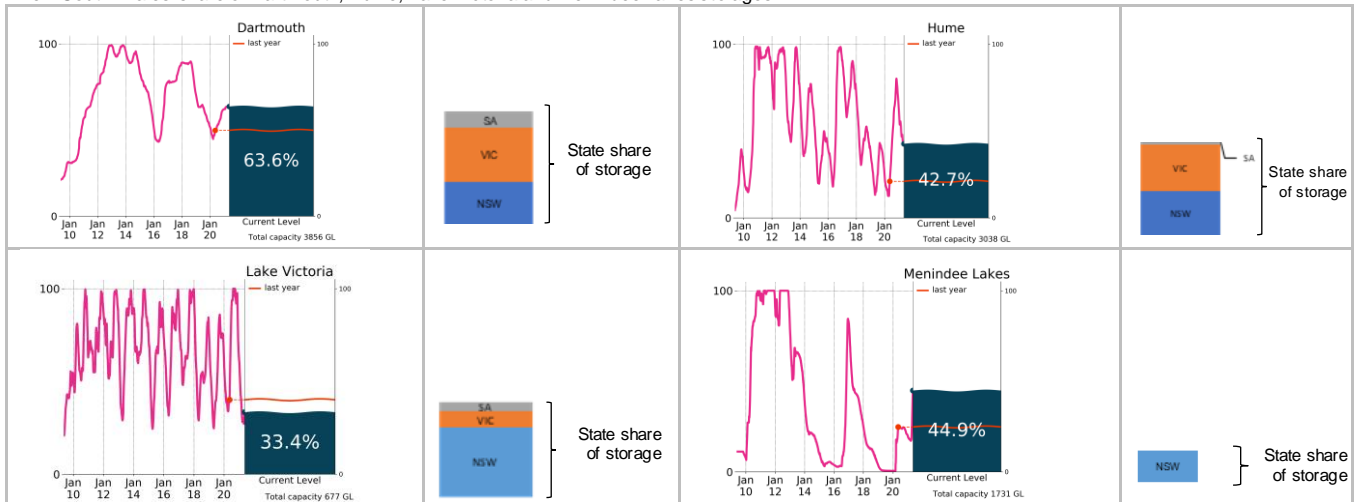 Dartmouth
last year
100
100
63.6%
0
0
Jan 10 Jan 12 Jan 14 Jan 16 Jan 18 Jan 20
Current Level
Total capacity 3856 GL
SA
VIC
NSW
State share
of storage
Hume
last year
100
100
42.7%
0
0
Jan 10 Jan 12 Jan 14 Jan 16 Jan 18 Jan 20
Current Level
Total capacity 3038 GL
SA
VIC
NSW
State share
of storage
Lake Victoria
last year
100
100
33.4%
0
0
Jan 10 Jan 12 Jan 14 Jan 16 Jan 18 Jan 20
Current Level
Total capacity 677 GL
SA
VIC
NSW
State share
of storage
Menindee Lakes
last year
100
100
44.9%
0
0
Jan 10 Jan 12 Jan 14 Jan 16 Jan 18 Jan 20
Current Level
Total capacity 1731 GL
NSW
State share
of storage